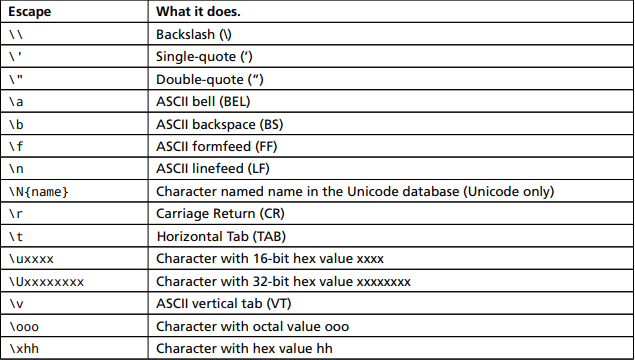 Escape What it does.
\\ Backslash (\)
\' Single-quote (’)
\" Double-quote (”)
\a ASCII bell (BEL)
\b ASCII backspace (BS)
\f ASCII formfeed (FF)
\n ASCII linefeed (LF)
\N{name} Character named name in the Unicode database (Unicode only)
\r Carriage Return (CR)
\t Horizontal Tab (TAB)
\uxxxx Character with 16-bit hex value xxxx
\Uxxxxxxxx Character with 32-bit hex value xxxxxxxx
\v ASCII vertical tab (VT)
\ooo Character with octal value ooo
\xhh Character with hex value hh